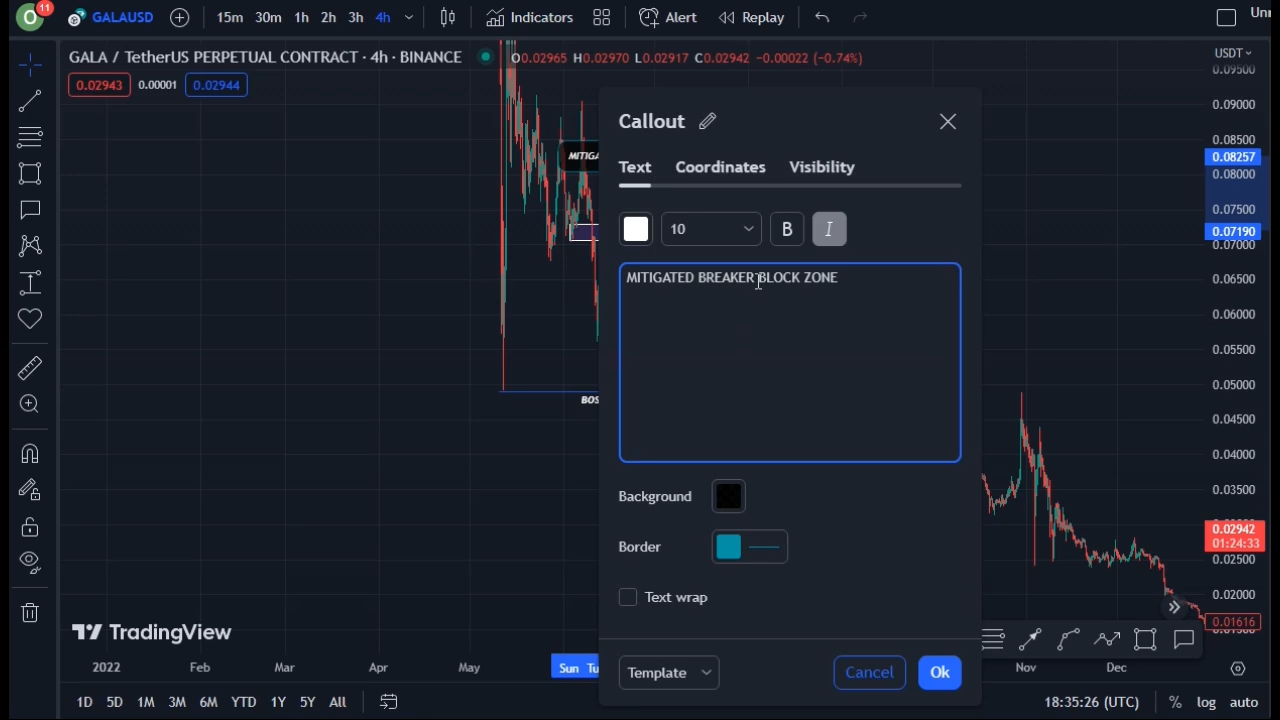 O 11 GALAUSD 15m 30m 1h 2h 3h 4h Indicators Alert Replay
GALA / TetherUS PERPETUAL CONTRACT · 4h · BINANCE O0.02965 H0.02970 L0.02917 C0.02942 -0.00022 (-0.74%) USDT
0.02943 0.00001 0.02944
0.09500
0.09000
Callout
0.08500
MITIGA
0.08257
Text Coordinates Visibility
0.08000
0.07500
10 B I
0.07190
0.07000
MITIGATED BREAKER BLOCK ZONE
0.06500
0.06000
0.05500
0.05000
BOS
0.04500
0.04000
0.03500
Background
0.02942
01:24:33
Border
0.02500
0.02000
Text wrap
0.01616
TradingView
2022 Feb Mar Apr May Sun Tu Nov Dec
Template Cancel Ok
1D 5D 1M 3M 6M YTD 1Y 5Y All 18:35:26 (UTC) % log auto